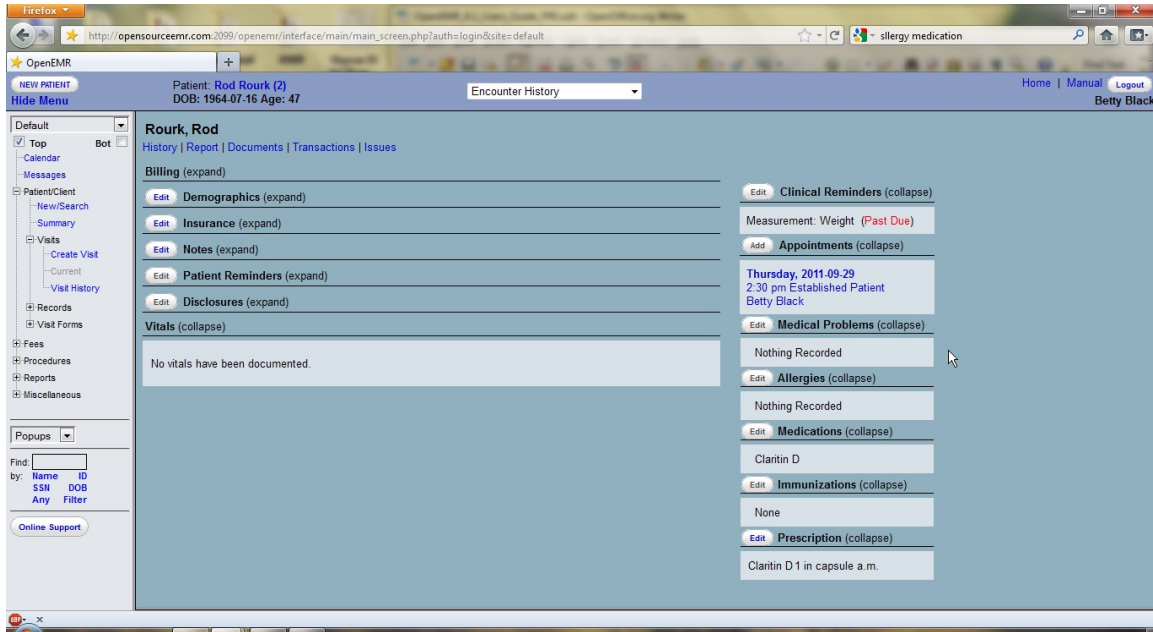 Firefox
http://opensourceemr.com:2099/openemr/interface/main/main_screen.php?auth=login&site=default
sllergy medication
OpenEMR
NEW PATIENT
Hide Menu
Patient: Rod Rourk (2)
DOB: 1964-07-16 Age: 47
Encounter History
Home | Manual Logout
Betty Black
Default
Top Bot
Calendar
Messages
Patient/Client
New/Search
Summary
Visits
Create Visit
Current
Visit History
Records
Visit Forms
Fees
Procedures
Reports
Miscellaneous
Popups
Find:
by: Name ID
SSN DOB
Any Filter
Online Support
Rourk, Rod
History | Report | Documents | Transactions | Issues
Billing (expand)
Edit Demographics (expand)
Edit Insurance (expand)
Edit Notes (expand)
Edit Patient Reminders (expand)
Edit Disclosures (expand)
Vitals (collapse)
No vitals have been documented.
Edit Clinical Reminders (collapse)
Measurement: Weight (Past Due)
Add Appointments (collapse)
Thursday, 2011-09-29
2:30 pm Established Patient
Betty Black
Edit Medical Problems (collapse)
Nothing Recorded
Edit Allergies (collapse)
Nothing Recorded
Edit Medications (collapse)
Claritin D
Edit Immunizations (collapse)
None
Edit Prescription (collapse)
Claritin D 1 in capsule a.m.
ABP